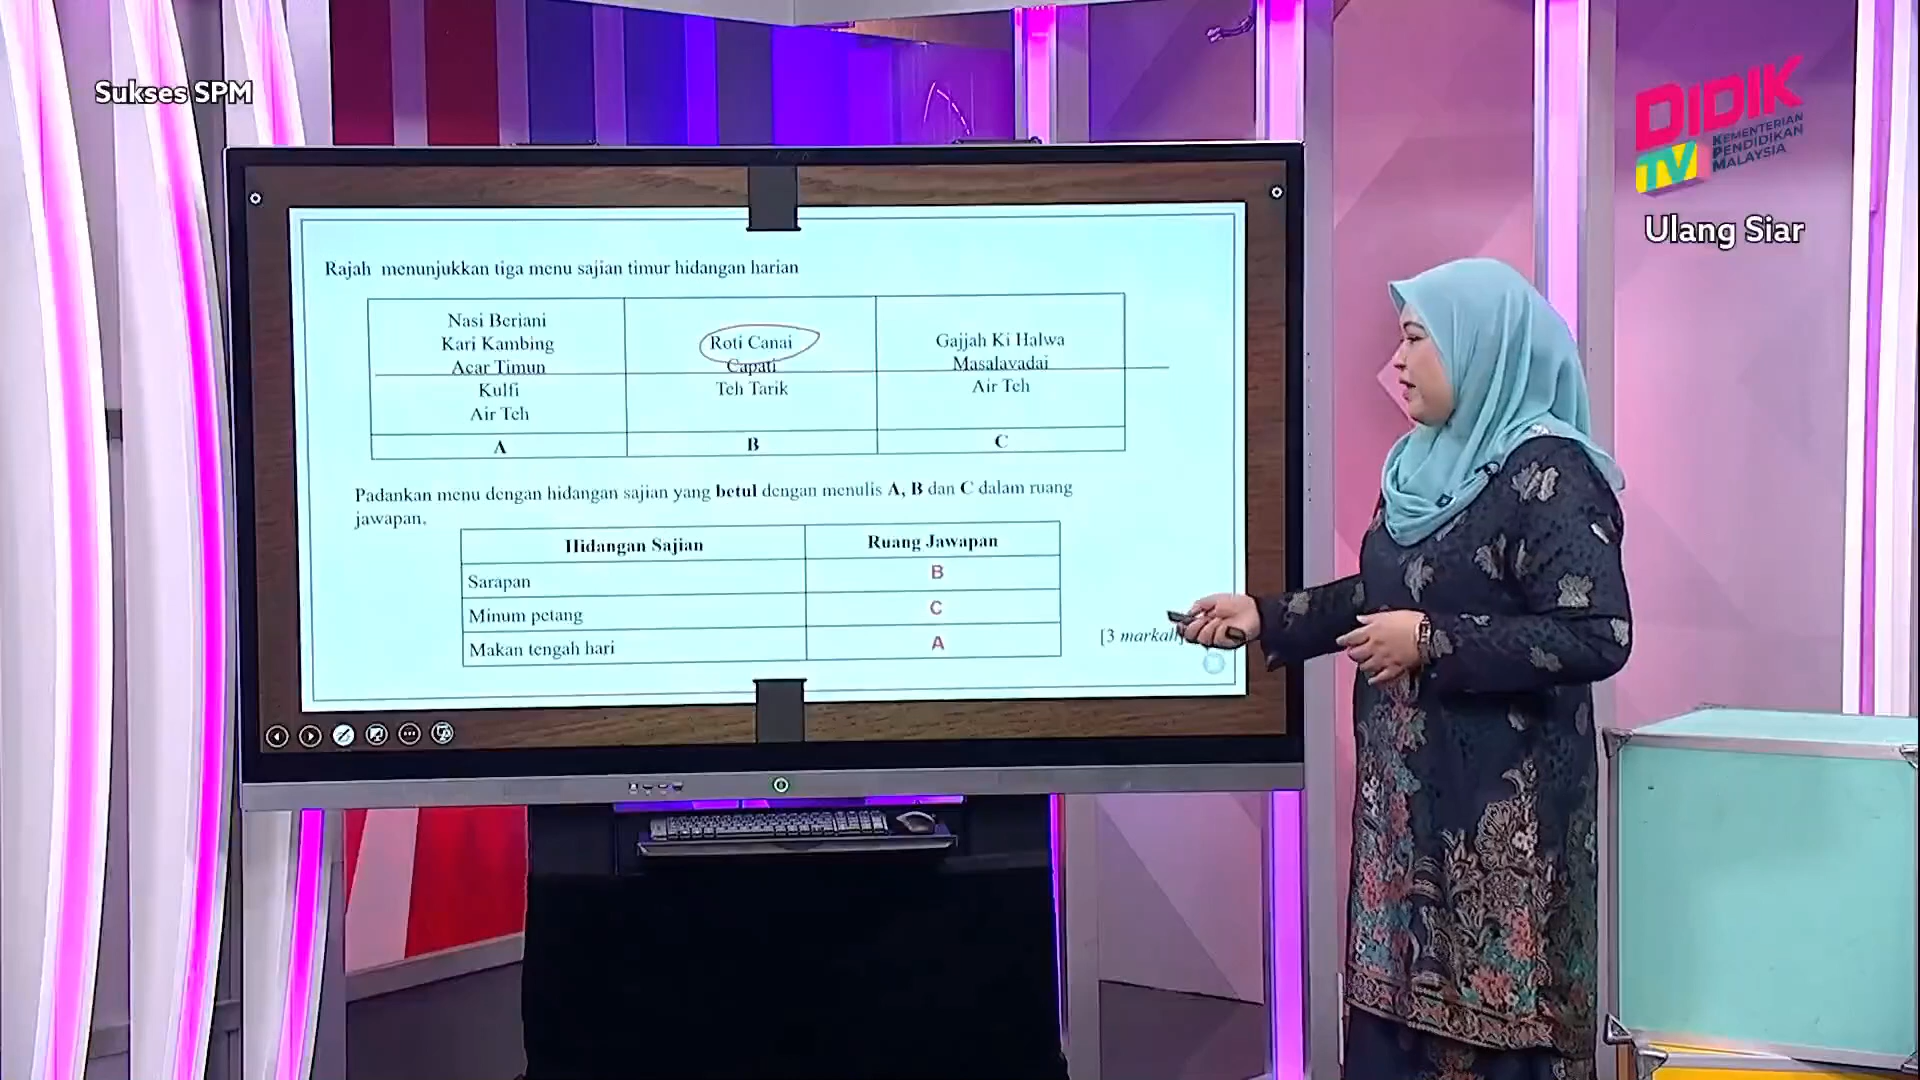 Sukses SPM
DIDIK
TV
KEMENTERIAN
PENDIDIKAN
MALAYSIA
Ulang Siar
Rajah menunjukkan tiga menu sajian timur hidangan harian
Nasi Beriani
Kari Kambing
Acar Timun
Kulfi
Air Teh
A
Roti Canai
Capati
Teh Tarik
B
Gajjah Ki Halwa
Masalavadai
Air Teh
C
Padankan menu dengan hidangan sajian yang betul dengan menulis A, B dan C dalam ruang
jawapan.
Hidangan Sajian Ruang Jawapan
Sarapan B
Minum petang C
Makan tengah hari A
[3 markah]